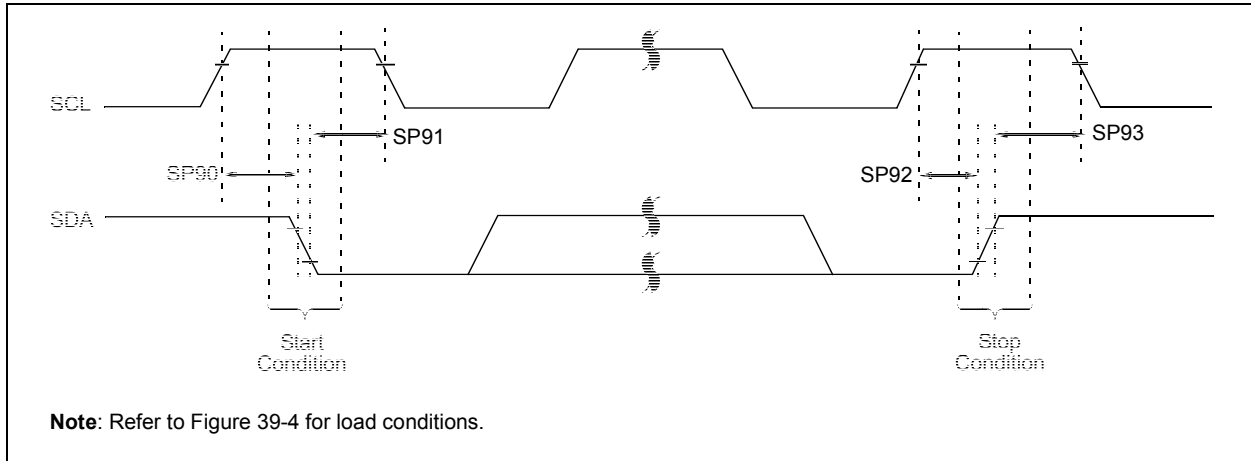 SCL
SP91
SP93
SP90
SP92
SDA
Start
Condition
Stop
Condition
Note: Refer to Figure 39-4 for load conditions.